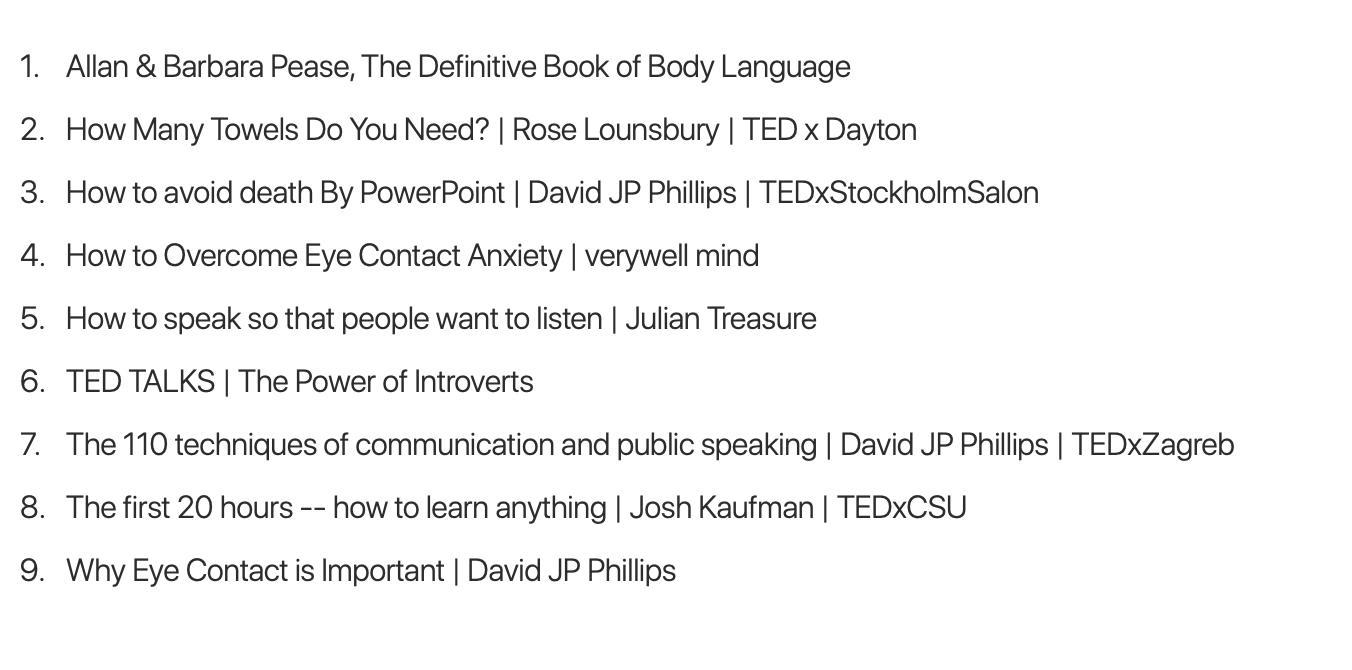 1. Allan & Barbara Pease, The Definitive Book of Body Language
2. How Many Towels Do You Need? | Rose Lounsbury | TED x Dayton
3. How to avoid death By PowerPoint | David JP Phillips | TEDxStockholmSalon
4. How to Overcome Eye Contact Anxiety | verywell mind
5. How to speak so that people want to listen | Julian Treasure
6. TED TALKS | The Power of Introverts
7. The 110 techniques of communication and public speaking | David JP Phillips | TEDxZagreb
8. The first 20 hours -- how to learn anything | Josh Kaufman | TEDxCSU
9. Why Eye Contact is Important | David JP Phillips